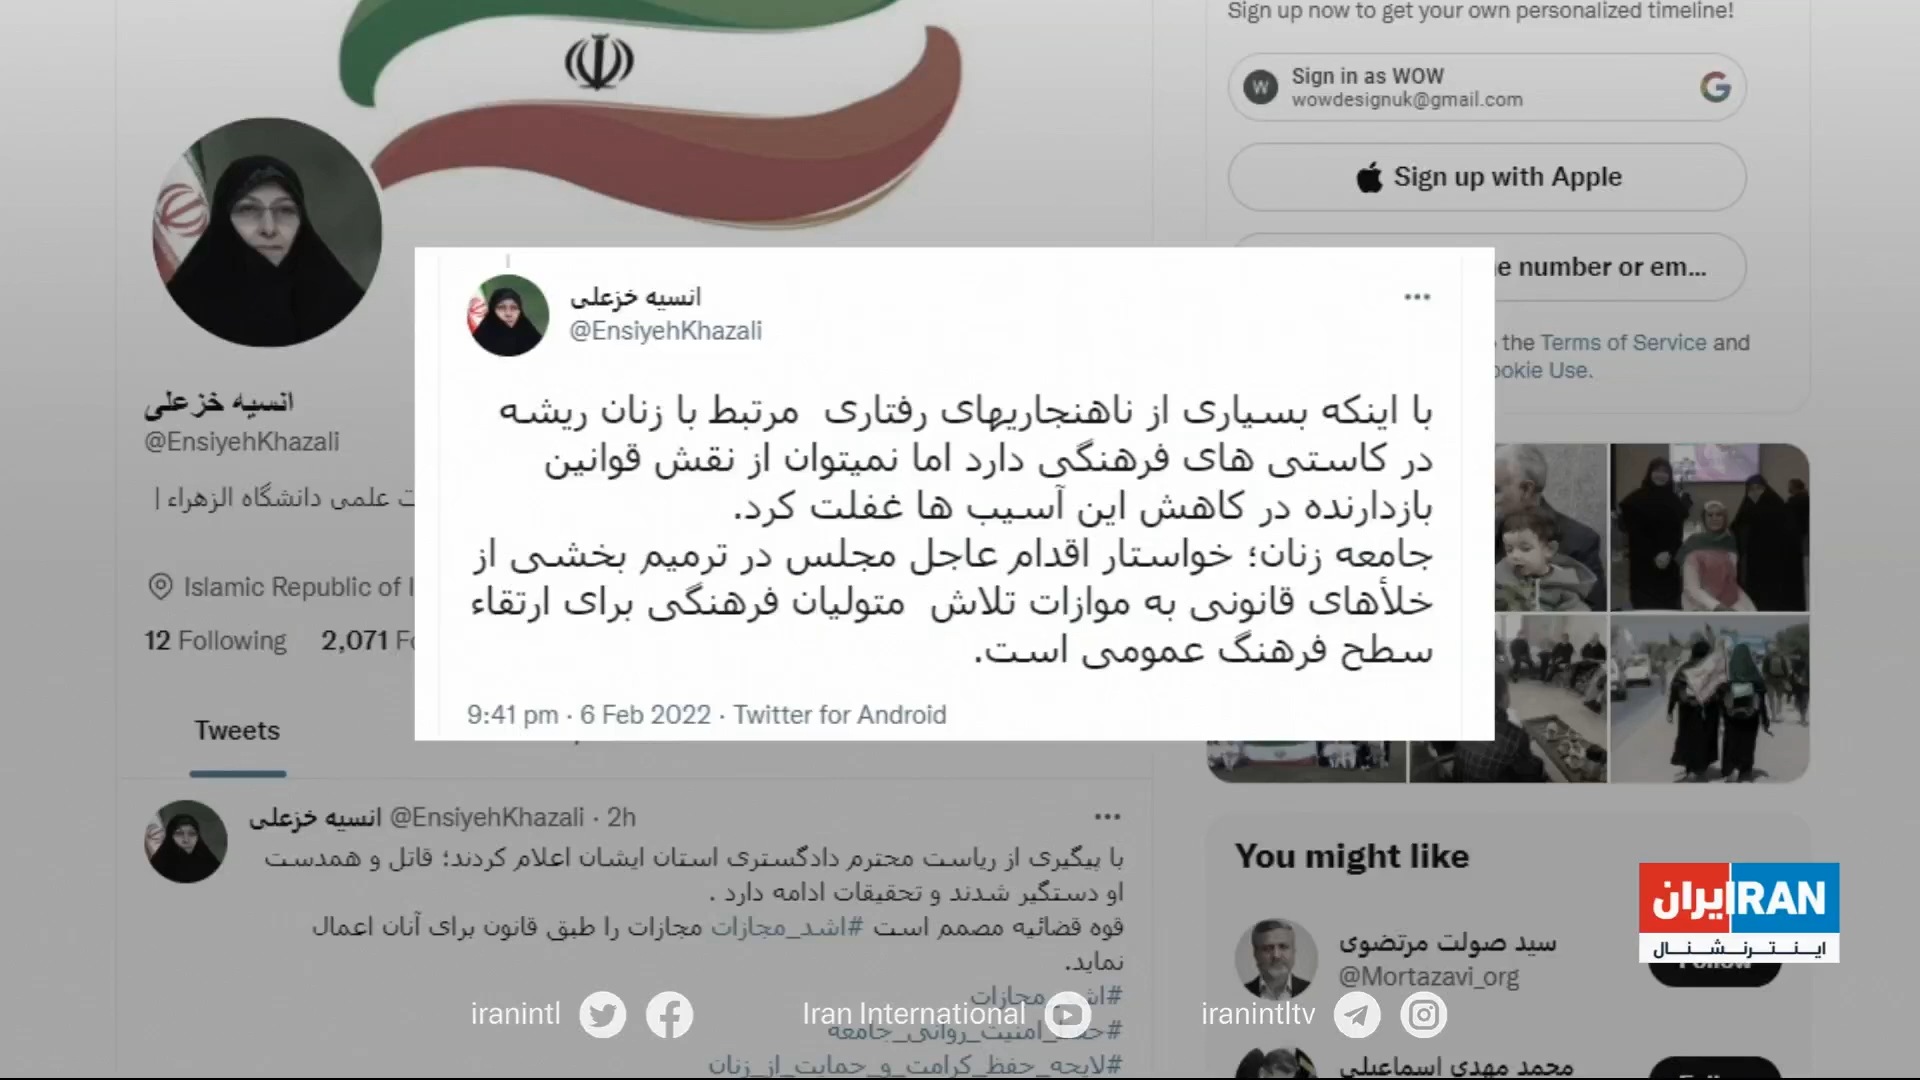 Sign up now to get your own personalized timeline!
Sign in as WOW
wowdesignuk@gmail.com
Sign up with Apple
e number or em...
the Terms of Service and
ookie Use.
انسیه خزعلی
@EnsiyehKhazali
ت علمی دانشگاه الزهراء |
Islamic Republic of I
12 Following 2,071 Fo
Tweets
انسیه خزعلی
@EnsiyehKhazali
با اینکه بسیاری از ناهنجاریهای رفتاری مرتبط با زنان ریشه
در کاستی های فرهنگی دارد اما نمیتوان از نقش قوانین
بازدارنده در کاهش این آسیب ها غفلت کرد.
جامعه زنان؛ خواستار اقدام عاجل مجلس در ترمیم بخشی از
خلأهای قانونی به موازات تلاش متولیان فرهنگی برای ارتقاء
سطح فرهنگ عمومی است.
9:41 pm · 6 Feb 2022 · Twitter for Android
انسیه خزعلی @EnsiyehKhazali · 2h
با پیگیری از ریاست محترم دادگستری استان ایشان اعلام کردند؛ قاتل و همدست
او دستگیر شدند و تحقیقات ادامه دارد .
قوه قضائیه مصمم است #اشد_مجازات مجازات را طبق قانون برای آنان اعمال
نماید.
#اشد_مجازات
امنیت_روانی_جامعه
#لایحه_حفظ_کرامت_و_حمایت_از_زنان
You might like
سید صولت مرتضوی
@Mortazavi_org
Follow
محمد مهدی اسماعیلی
ایران IRAN
اینترنشنال
iranintl
Iran International
iranintltv